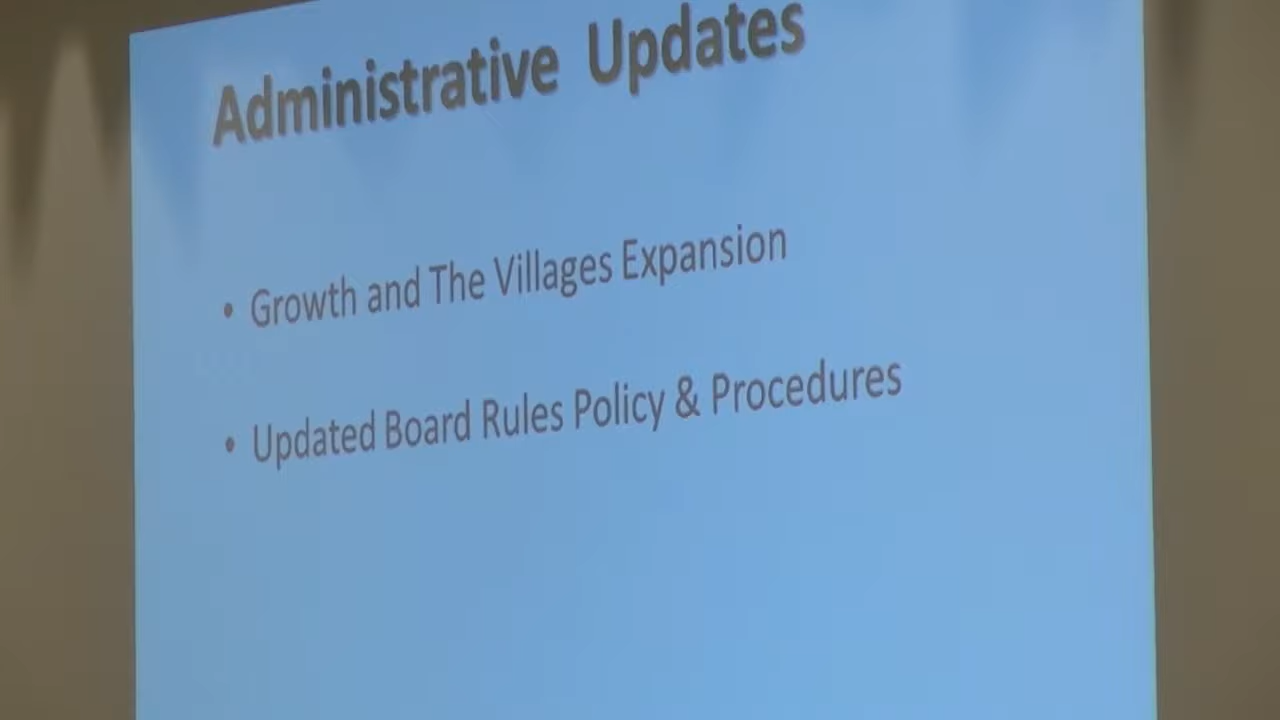 Administrative Updates
• Growth and The Villages Expansion
• Updated Board Rules Policy & Procedures